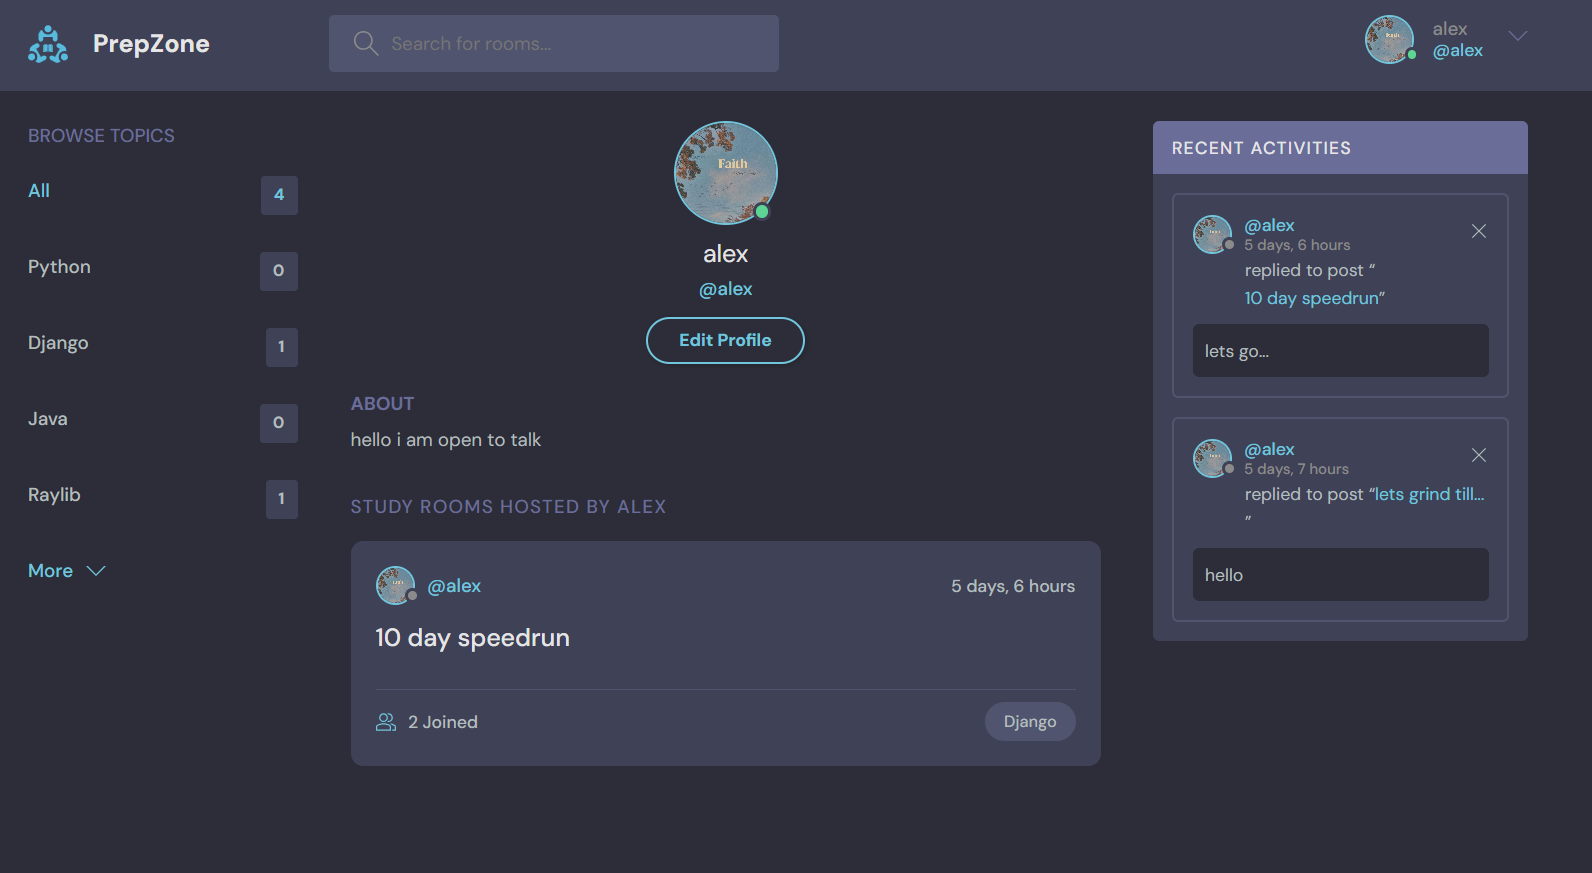 PrepZone
Search for rooms...
alex
@alex
BROWSE TOPICS
All
4
Python
0
Django
1
Java
0
Raylib
1
More
Faith
alex
@alex
Edit Profile
ABOUT
hello i am open to talk
STUDY ROOMS HOSTED BY ALEX
@alex
5 days, 6 hours
10 day speedrun
2 Joined
Django
RECENT ACTIVITIES
@alex
5 days, 6 hours
replied to post “
10 day speedrun”
lets go...
@alex
5 days, 7 hours
replied to post “lets grind till...
”
hello